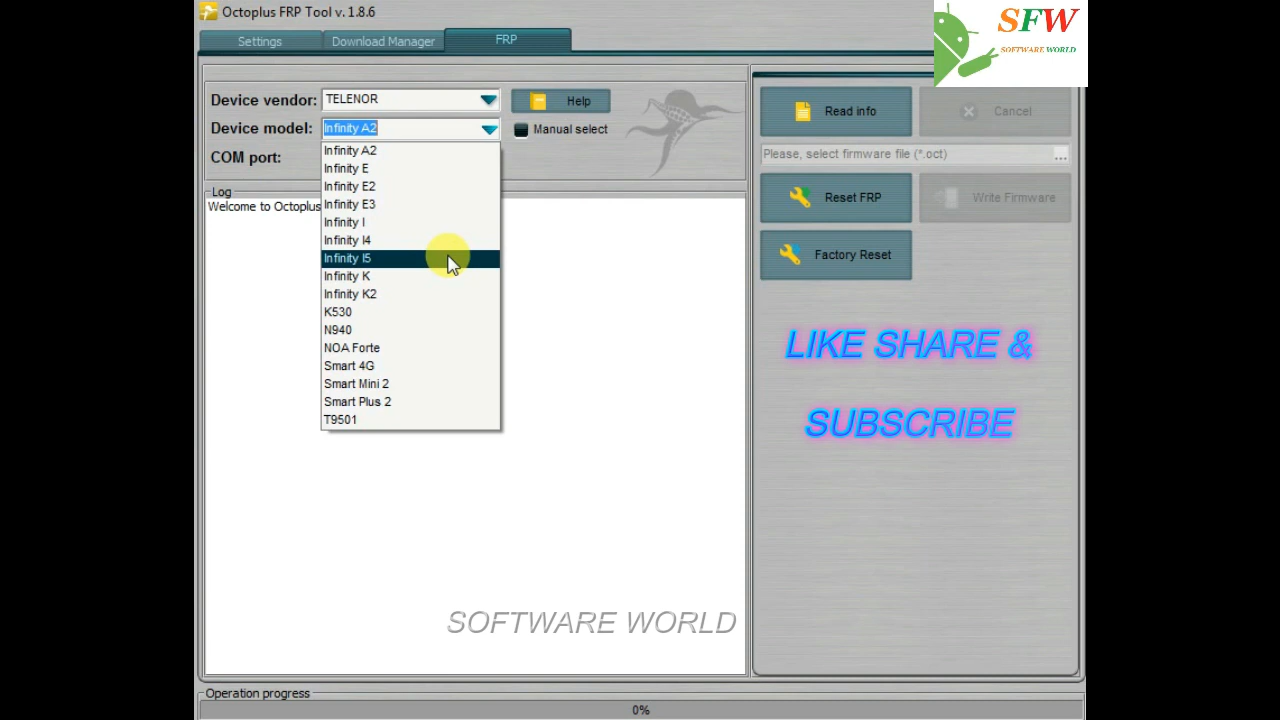 Octoplus FRP Tool v. 1.8.6
SFW
SOFTWARE WORLD
Settings
Download Manager
FRP
Device vendor:
TELENOR
Help
Device model:
Infinity A2
Manual select
COM port:
Infinity A2
Infinity E
Infinity E2
Infinity E3
Infinity I
Infinity I4
Infinity I5
Infinity K
Infinity K2
K530
N940
NOA Forte
Smart 4G
Smart Mini 2
Smart Plus 2
T9501
Log
Welcome to Octoplus
Read info
Cancel
Please, select firmware file (*.oct)
...
Reset FRP
Write Firmware
Factory Reset
LIKE SHARE &
SUBSCRIBE
SOFTWARE WORLD
Operation progress
0%